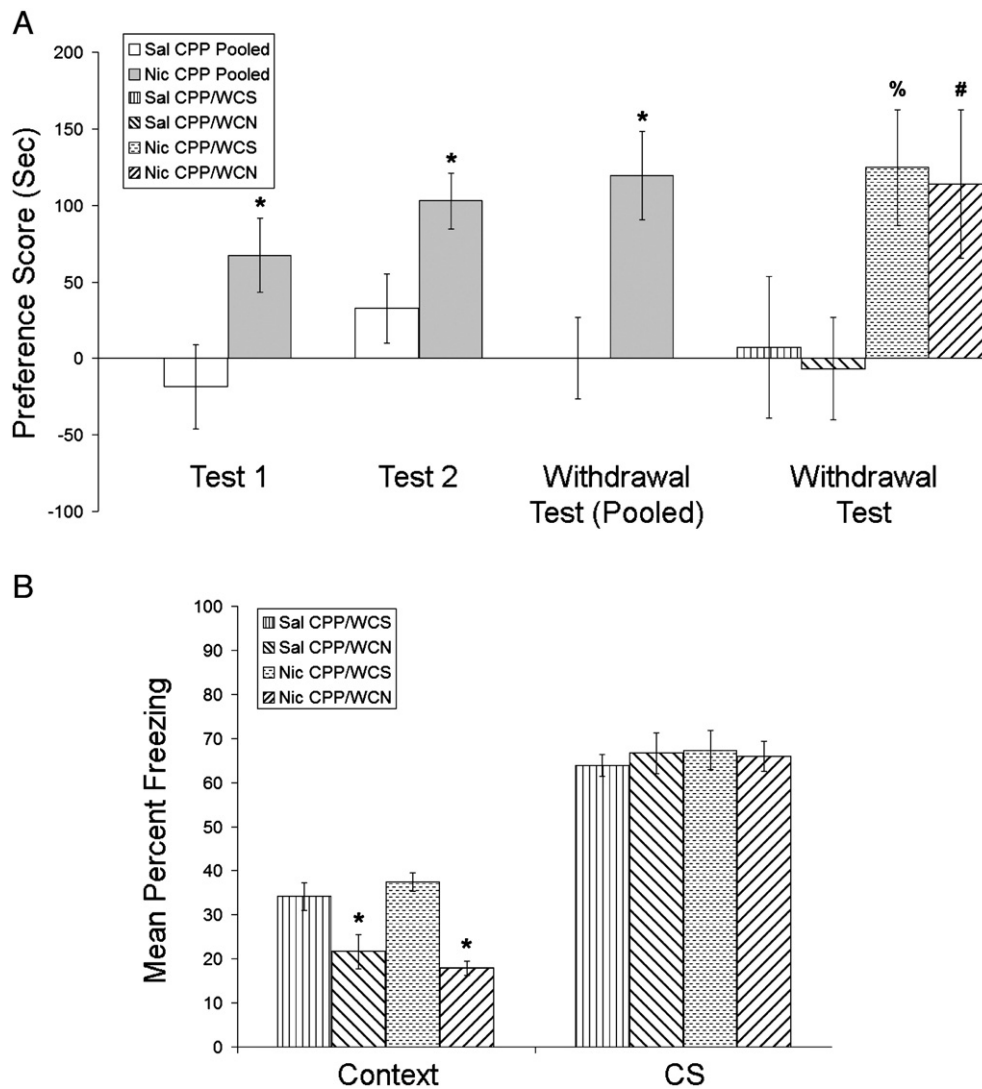 A
200
150
100
50
0
-50
-100
Preference Score (Sec)
Sal CPP Pooled
Nic CPP Pooled
Sal CPP/WCS
Sal CPP/WCN
Nic CPP/WCS
Nic CPP/WCN
*
*
*
%
#
Test 1
Test 2
Withdrawal
Test (Pooled)
Withdrawal
Test
B
100
90
80
70
60
50
40
30
20
10
0
Mean Percent Freezing
Sal CPP/WCS
Sal CPP/WCN
Nic CPP/WCS
Nic CPP/WCN
*
*
Context
CS